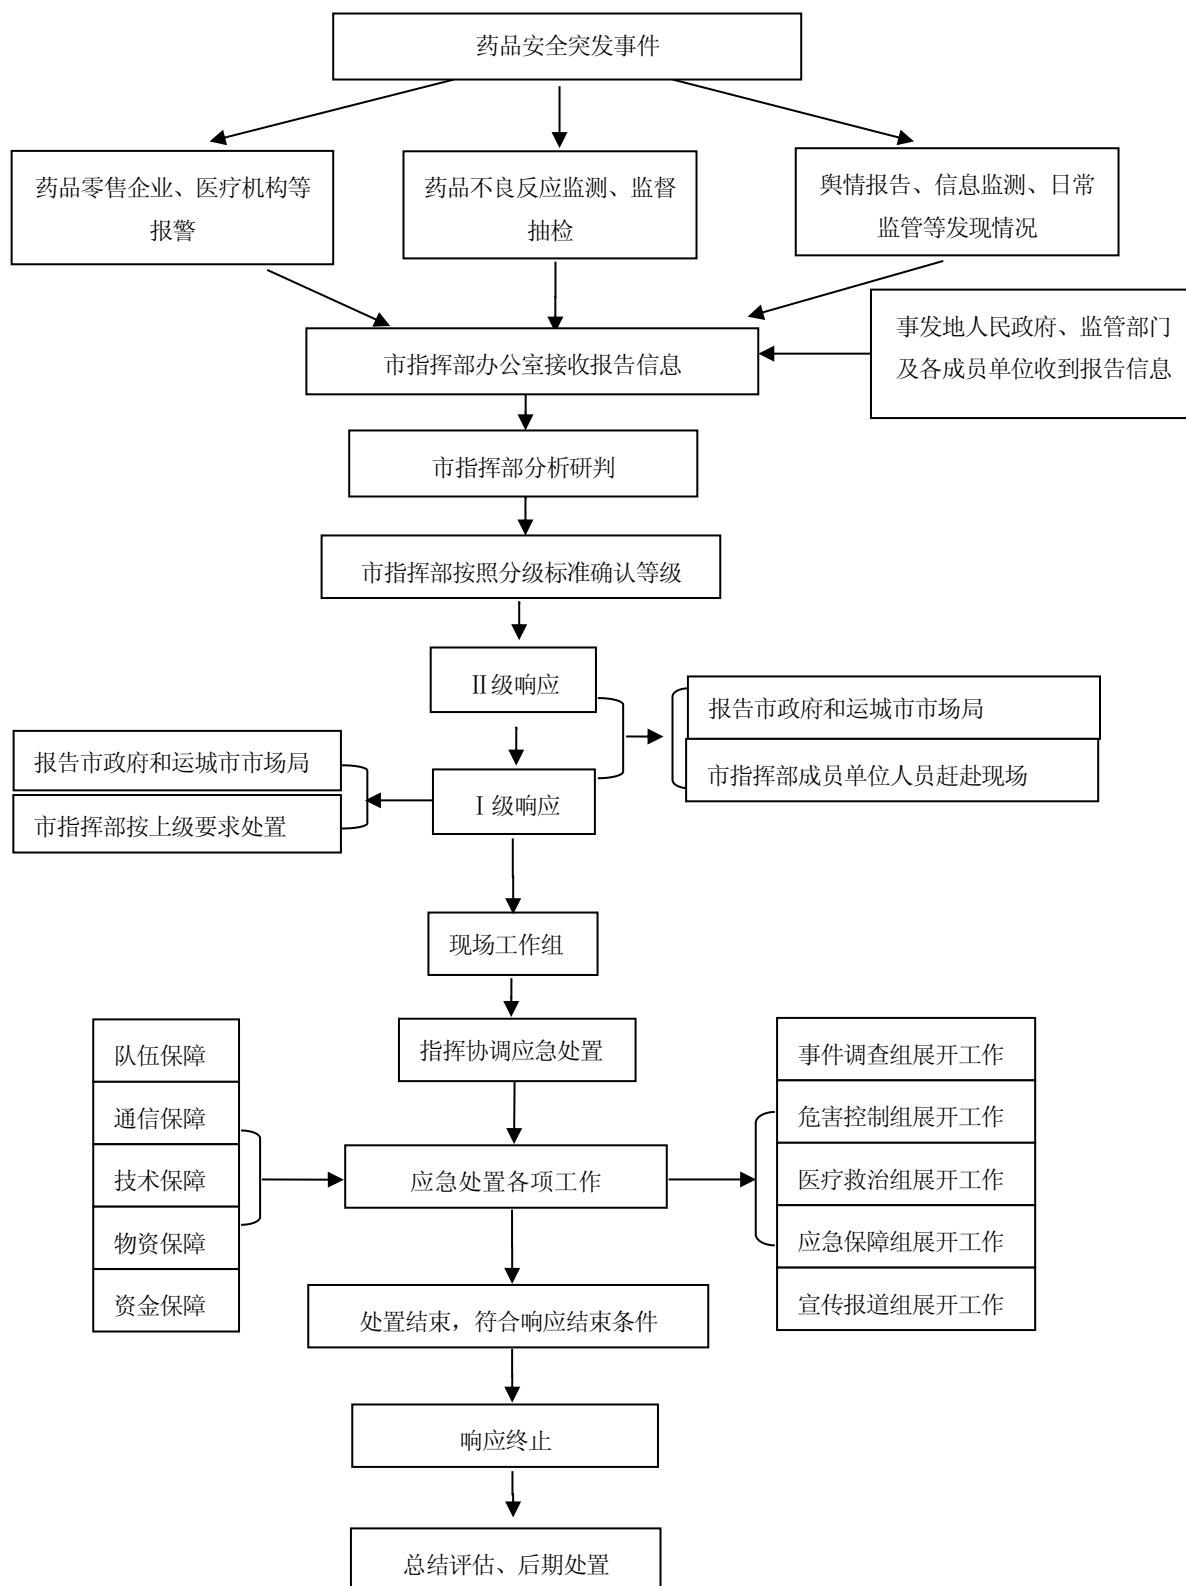 药品安全突发事件
药品零售企业、医疗机构等
报警
药品不良反应监测、监督
抽检
舆情报告、信息监测、日常
监管等发现情况
事发地人民政府、监管部门
及各成员单位收到报告信息
市指挥部办公室接收报告信息
市指挥部分析研判
市指挥部按照分级标准确认等级
Ⅱ级响应
报告市政府和运城市市场局
市指挥部成员单位人员赶赴现场
报告市政府和运城市市场局
市指挥部按上级要求处置
Ⅰ级响应
现场工作组
指挥协调应急处置
队伍保障
通信保障
技术保障
物资保障
资金保障
应急处置各项工作
事件调查组展开工作
危害控制组展开工作
医疗救治组展开工作
应急保障组展开工作
宣传报道组展开工作
处置结束，符合响应结束条件
响应终止
总结评估、后期处置